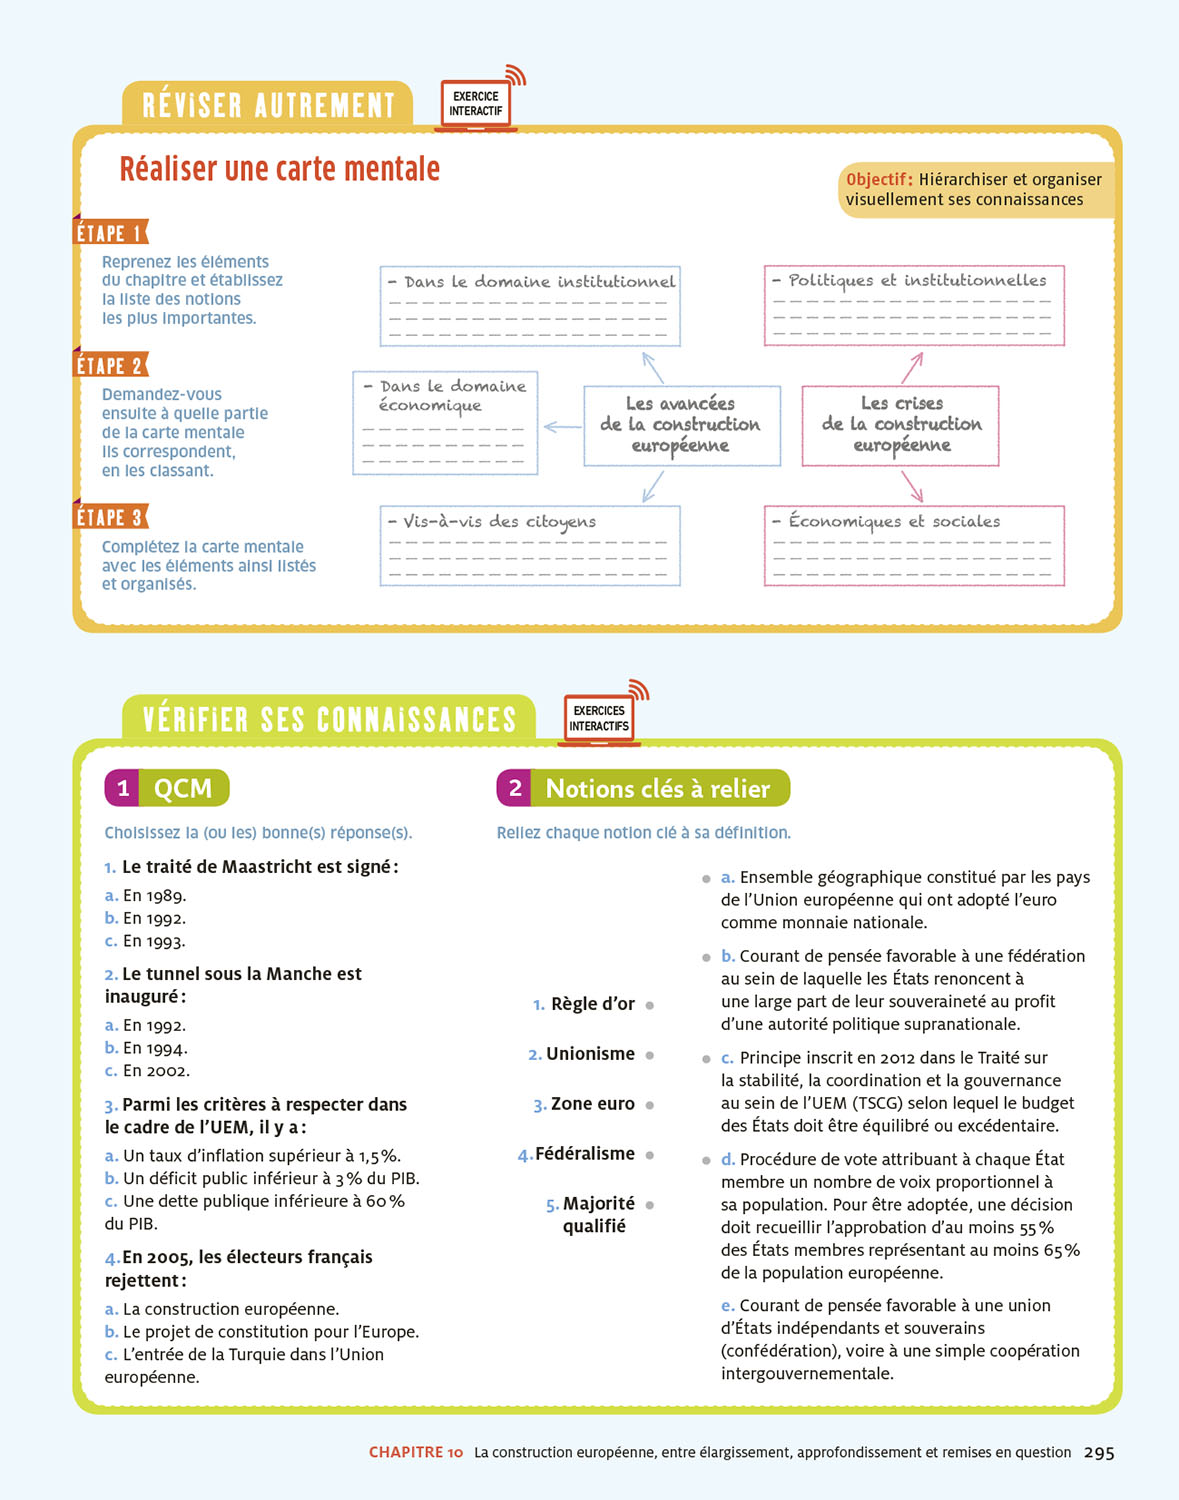 RÉViSER AUTREMENT
EXERCICE
INTERACTIF
Réaliser une carte mentale
Objectif : Hiérarchiser et organiser
visuellement ses connaissances
ÉTAPE 1
Reprenez les éléments
du chapitre et établissez
la liste des notions
les plus importantes.
ÉTAPE 2
Demandez-vous
ensuite à quelle partie
de la carte mentale
ils correspondent,
en les classant.
ÉTAPE 3
Complétez la carte mentale
avec les éléments ainsi listés
et organisés.
– Dans le domaine institutionnel
– Politiques et institutionnelles
– Dans le domaine
économique
Les avancées
de la construction
européenne
Les crises
de la construction
européenne
– Vis-à-vis des citoyens
– Économiques et sociales
VÉRiFiER SES CONNAiSSANCES
EXERCICES
INTERACTIFS
1 QCM
Choisissez la (ou les) bonne(s) réponse(s).
1. Le traité de Maastricht est signé :
a. En 1989.
b. En 1992.
c. En 1993.
2. Le tunnel sous la Manche est
inauguré :
a. En 1992.
b. En 1994.
c. En 2002.
3. Parmi les critères à respecter dans
le cadre de l'UEM, il y a :
a. Un taux d'inflation supérieur à 1,5 %.
b. Un déficit public inférieur à 3 % du PIB.
c. Une dette publique inférieure à 60 %
du PIB.
4. En 2005, les électeurs français
rejettent :
a. La construction européenne.
b. Le projet de constitution pour l'Europe.
c. L'entrée de la Turquie dans l'Union
européenne.
2 Notions clés à relier
Reliez chaque notion clé à sa définition.
1. Règle d'or
2. Unionisme
3. Zone euro
4. Fédéralisme
5. Majorité
qualifié
a. Ensemble géographique constitué par les pays
de l'Union européenne qui ont adopté l'euro
comme monnaie nationale.
b. Courant de pensée favorable à une fédération
au sein de laquelle les États renoncent à
une large part de leur souveraineté au profit
d'une autorité politique supranationale.
c. Principe inscrit en 2012 dans le Traité sur
la stabilité, la coordination et la gouvernance
au sein de l'UEM (TSCG) selon lequel le budget
des États doit être équilibré ou excédentaire.
d. Procédure de vote attribuant à chaque État
membre un nombre de voix proportionnel à
sa population. Pour être adoptée, une décision
doit recueillir l'approbation d'au moins 55 %
des États membres représentant au moins 65 %
de la population européenne.
e. Courant de pensée favorable à une union
d'États indépendants et souverains
(confédération), voire à une simple coopération
intergouvernementale.
CHAPITRE 10 La construction européenne, entre élargissement, approfondissement et remises en question 295